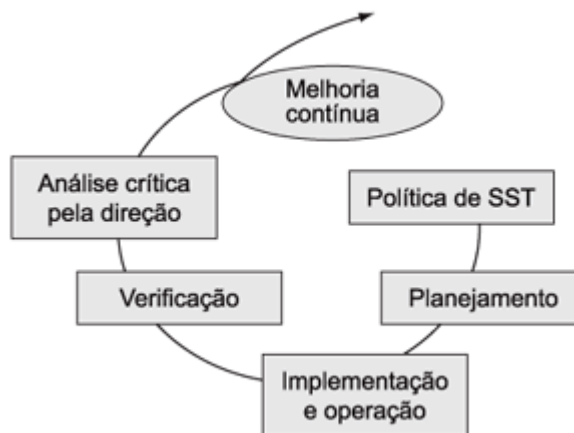 Melhoria
contínua
Análise crítica
pela direção
Política de SST
Verificação
Planejamento
Implementação
e operação